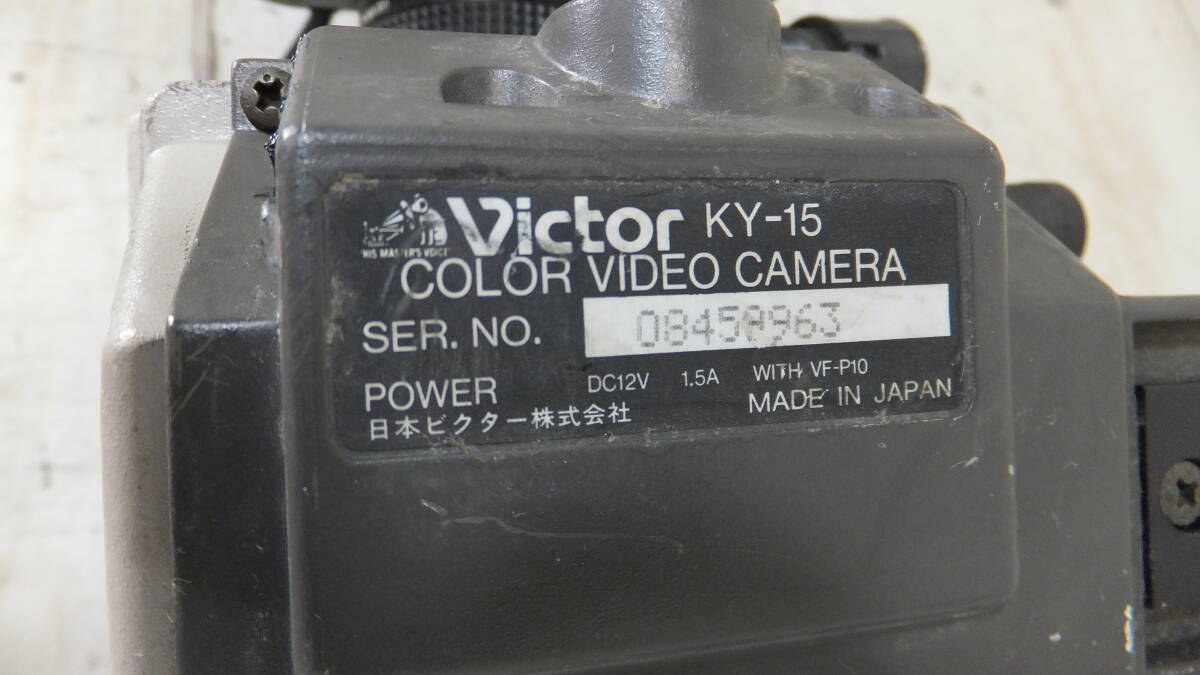 HIS MASTER'S VOICE
Victor KY-15
COLOR VIDEO CAMERA
SER. NO.
POWER DC12V 1.5A WITH VF-P10
日本ビクター株式会社 MADE IN JAPAN